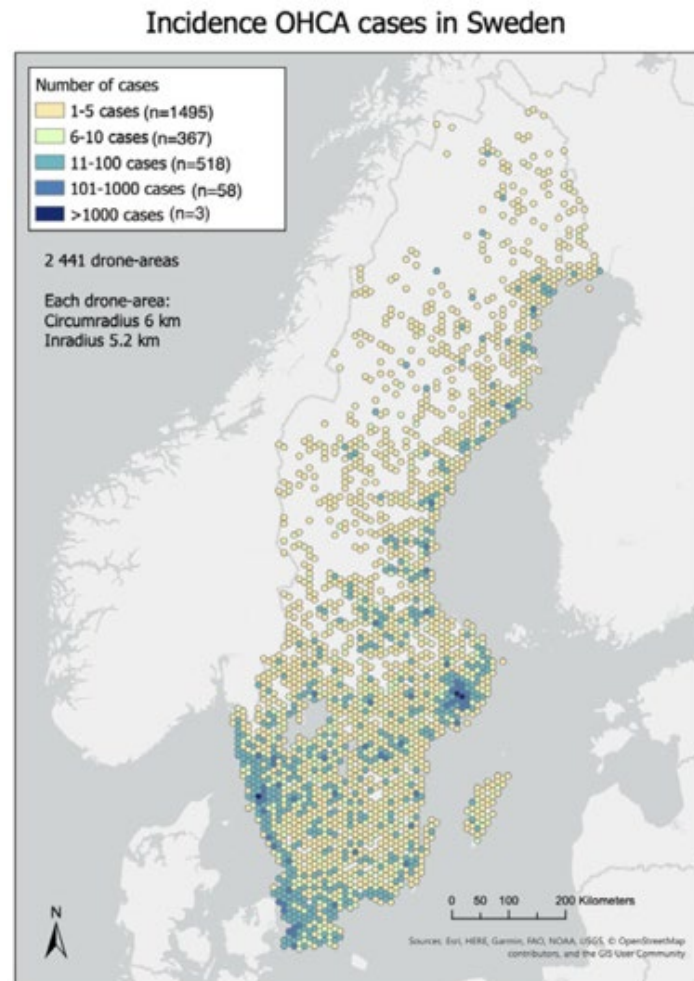 Incidence OHCA cases in Sweden
Number of cases
1-5 cases (n=1495)
6-10 cases (n=367)
11-100 cases (n=518)
101-1000 cases (n=58)
>1000 cases (n=3)
2 441 drone-areas
Each drone-area:
Circumradius 6 km
Inradius 5.2 km
N
0 50 100 200 Kilometers
Sources: Esri, HERE, Garmin, FAO, NOAA, USGS, © OpenStreetMap
contributors, and the GIS User Community